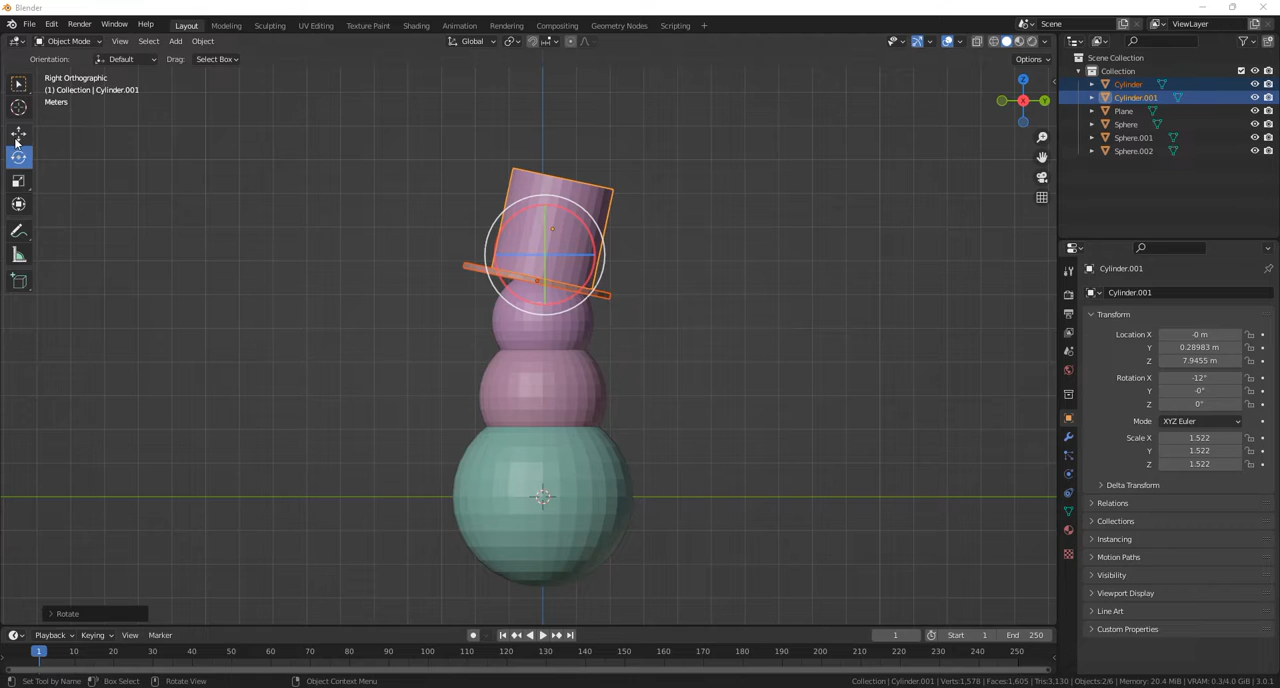 Blender
File Edit Render Window Help Layout Modeling Sculpting UV Editing Texture Paint Shading Animation Rendering Compositing Geometry Nodes Scripting + Scene ViewLayer
Object Mode View Select Add Object Global
Orientation: Default Drag: Select Box Options
Right Orthographic
(1) Collection | Cylinder.001
Meters
Z
X
Y
Scene Collection
Collection
Cylinder
Cylinder.001
Plane
Sphere
Sphere.001
Sphere.002
Cylinder.001
Cylinder.001
Transform
Location X -0 m
Y 0.28983 m
Z 7.9455 m
Rotation X -12°
Y -0°
Z 0°
Mode XYZ Euler
Scale X 1.522
Y 1.522
Z 1.522
Delta Transform
Relations
Collections
Instancing
Motion Paths
Visibility
Viewport Display
Line Art
Custom Properties
Rotate
Playback Keying View Marker 1 Start 1 End 250
1 10 20 30 40 50 60 70 80 90 100 110 120 130 140 150 160 170 180 190 200 210 220 230 240 250
Set Tool by Name Box Select Rotate View Object Context Menu Collection | Cylinder.001 | Verts:1,578 | Faces:1,605 | Tris:3,130 | Objects:2/6 | Memory: 20.4 MiB | VRAM: 0.3/4.0 GiB | 3.0.1